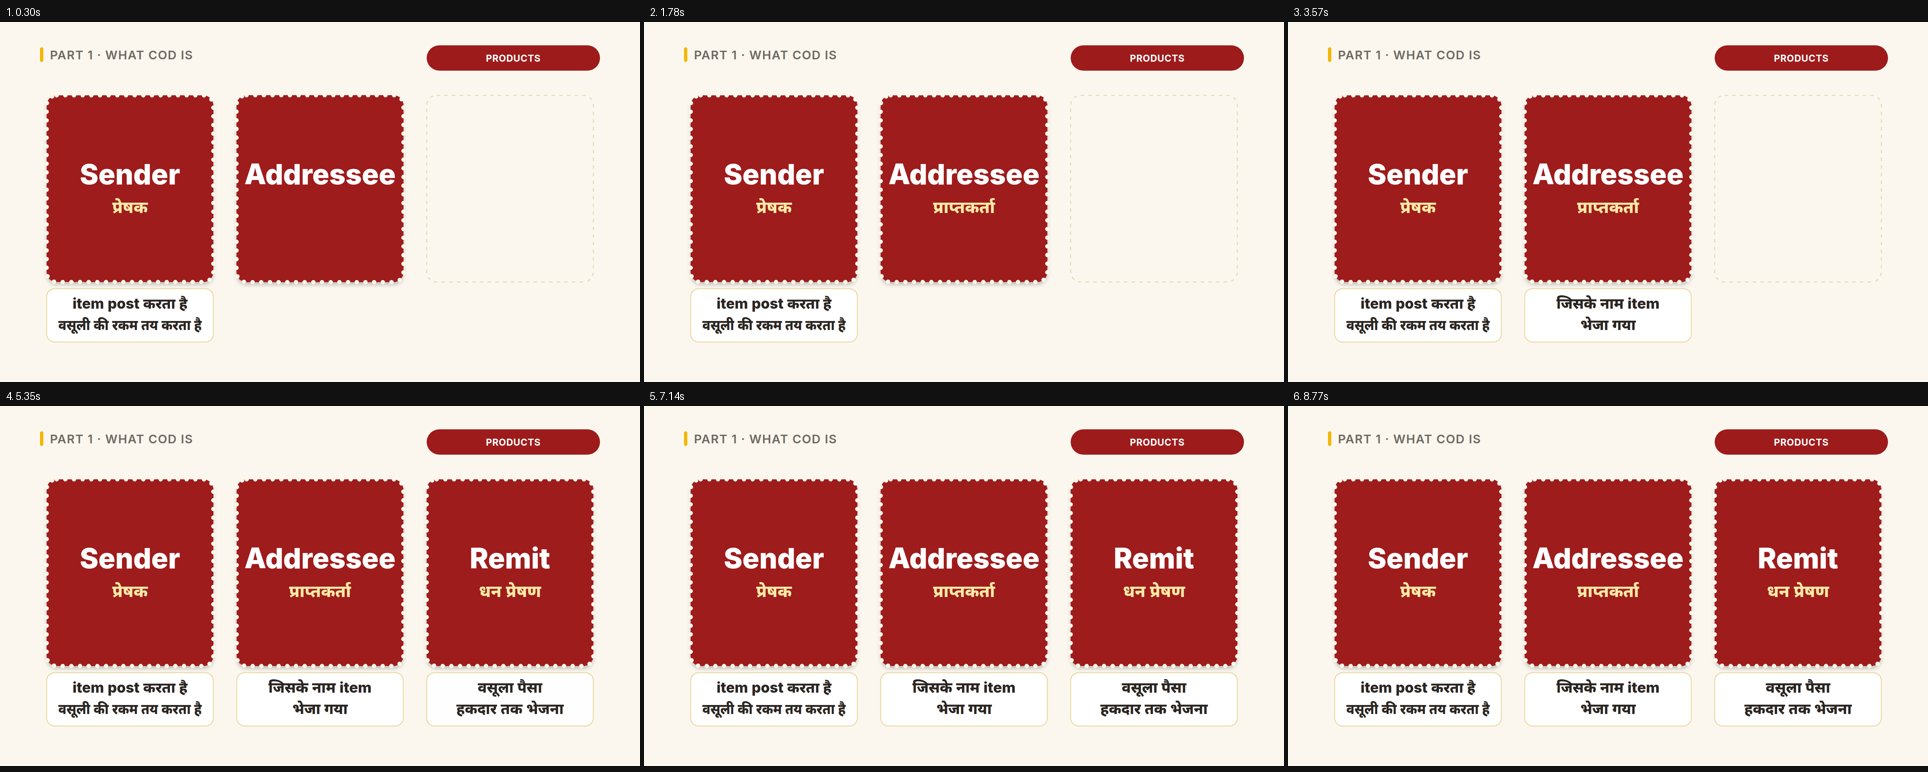 1. 0.30s
PART 1 · WHAT COD IS
PRODUCTS
Sender
प्रेषक
Addressee
item post करता है
वसूली की रकम तय करता है
2. 1.78s
PART 1 · WHAT COD IS
PRODUCTS
Sender
प्रेषक
Addressee
प्राप्तकर्ता
item post करता है
वसूली की रकम तय करता है
3. 3.57s
PART 1 · WHAT COD IS
PRODUCTS
Sender
प्रेषक
Addressee
प्राप्तकर्ता
item post करता है
वसूली की रकम तय करता है
जिसके नाम item
भेजा गया
4. 5.35s
PART 1 · WHAT COD IS
PRODUCTS
Sender
प्रेषक
Addressee
प्राप्तकर्ता
Remit
धन प्रेषण
item post करता है
वसूली की रकम तय करता है
जिसके नाम item
भेजा गया
वसूला पैसा
हकदार तक भेजना
5. 7.14s
PART 1 · WHAT COD IS
PRODUCTS
Sender
प्रेषक
Addressee
प्राप्तकर्ता
Remit
धन प्रेषण
item post करता है
वसूली की रकम तय करता है
जिसके नाम item
भेजा गया
वसूला पैसा
हकदार तक भेजना
6. 8.77s
PART 1 · WHAT COD IS
PRODUCTS
Sender
प्रेषक
Addressee
प्राप्तकर्ता
Remit
धन प्रेषण
item post करता है
वसूली की रकम तय करता है
जिसके नाम item
भेजा गया
वसूला पैसा
हकदार तक भेजना